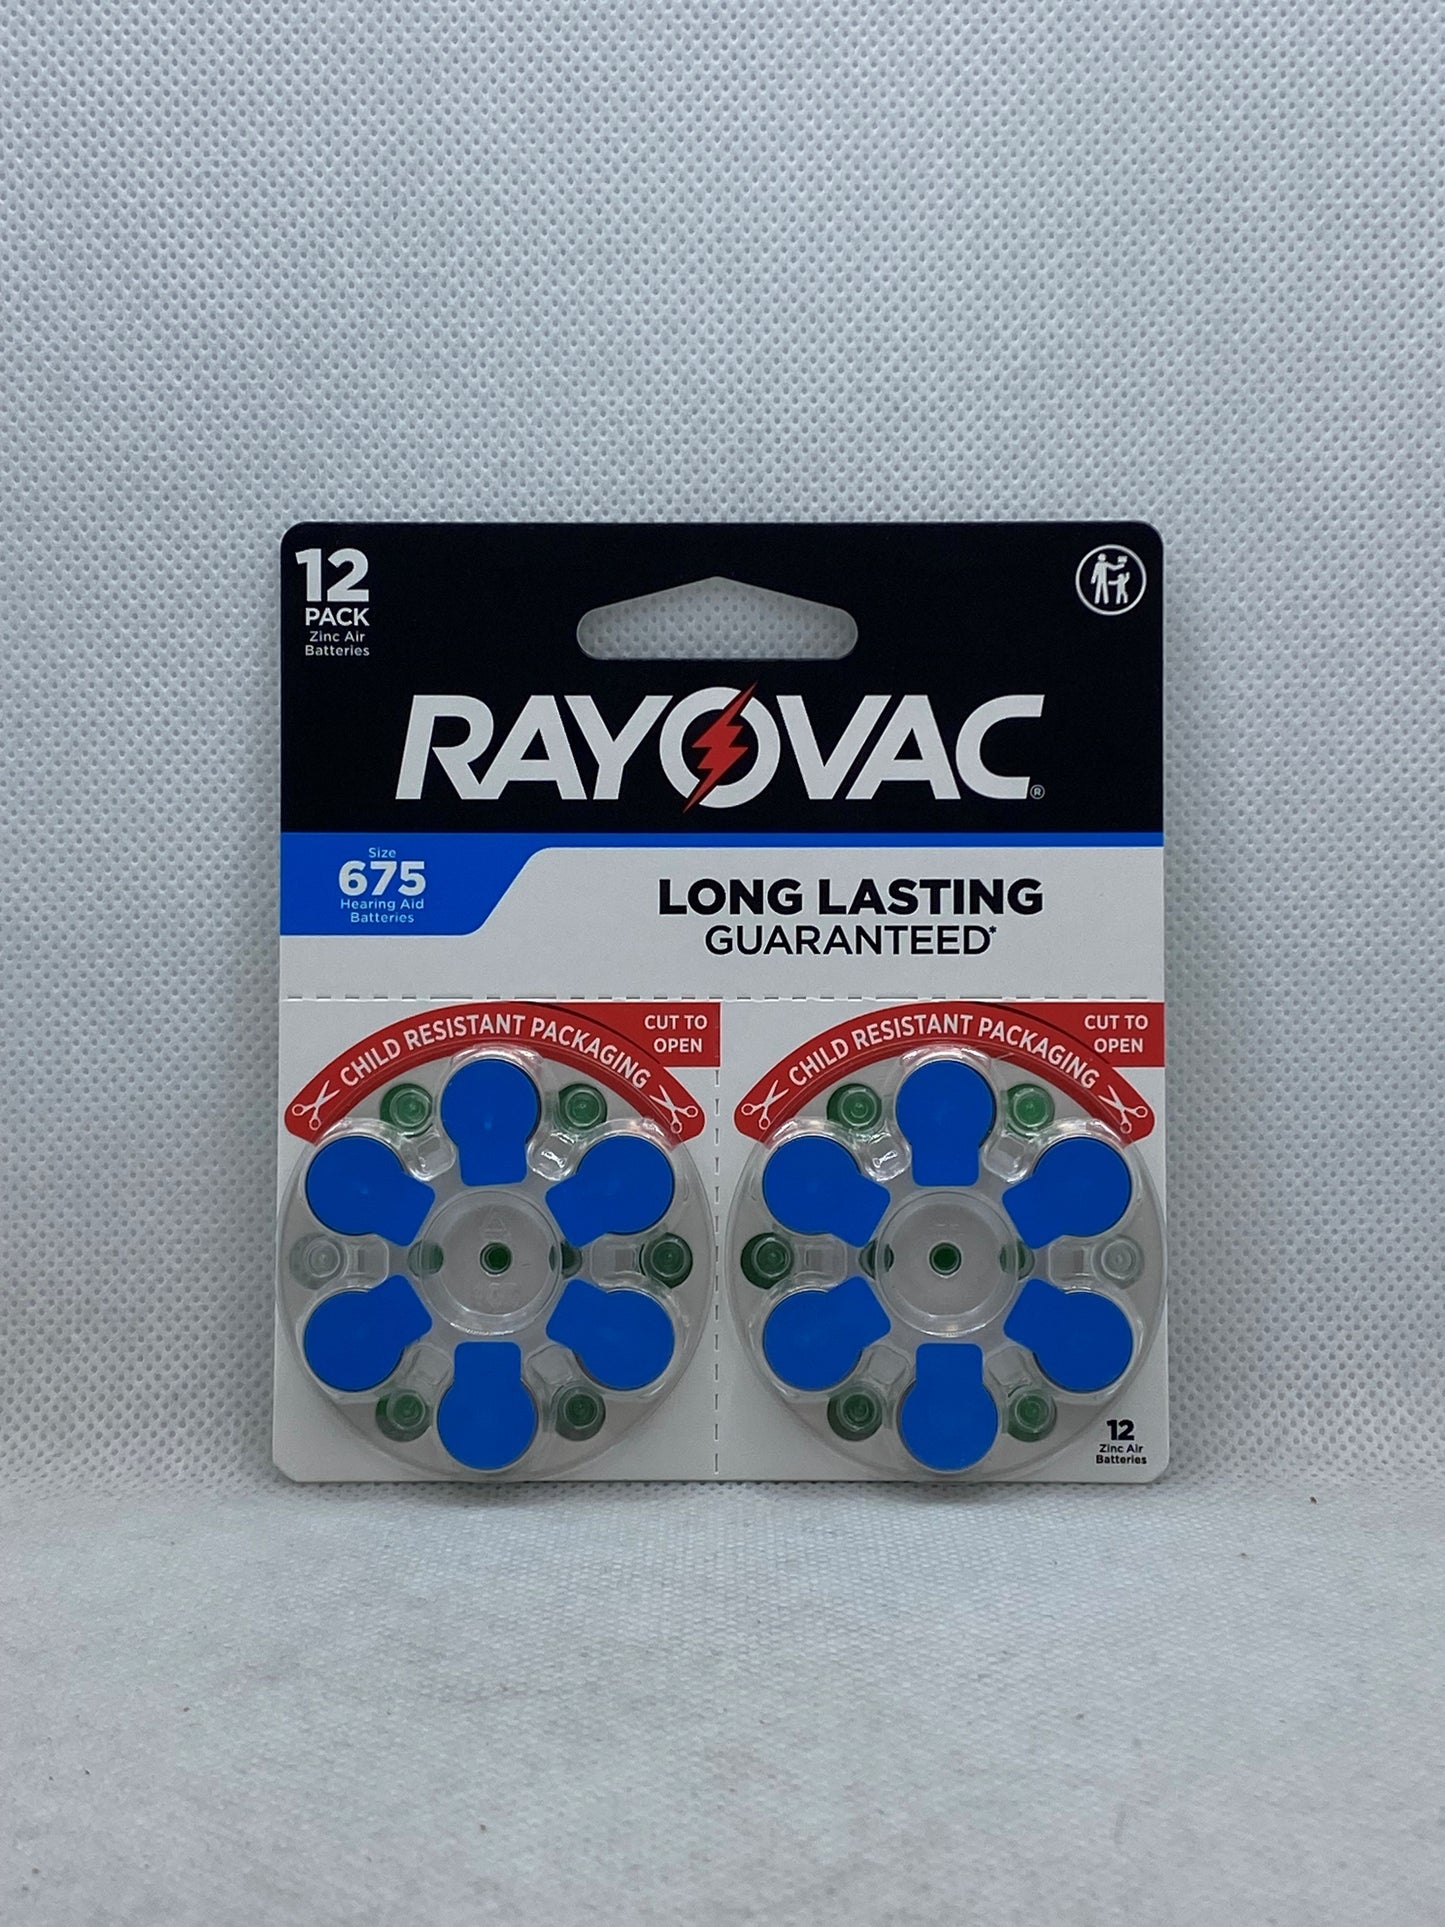 12
PACK
Zinc Air
Batteries
RAYOVAC®
Size
675
Hearing Aid
Batteries
LONG LASTING
GUARANTEED*
CHILD RESISTANT PACKAGING
CUT TO
OPEN
CHILD RESISTANT PACKAGING
CUT TO
OPEN
12
Zinc Air
Batteries